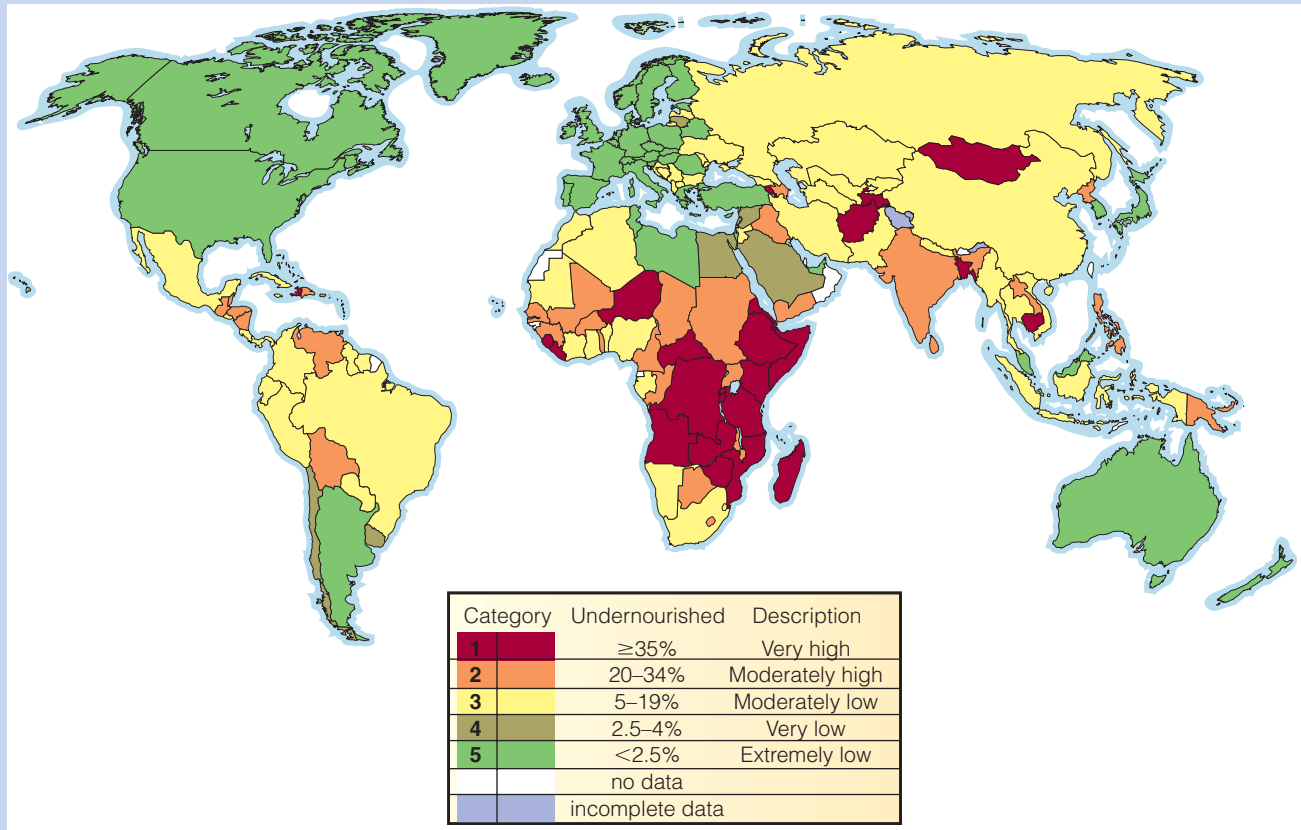 Category Undernourished Description
1 ≥35% Very high
2 20–34% Moderately high
3 5–19% Moderately low
4 2.5–4% Very low
5 <2.5% Extremely low
no data
incomplete data